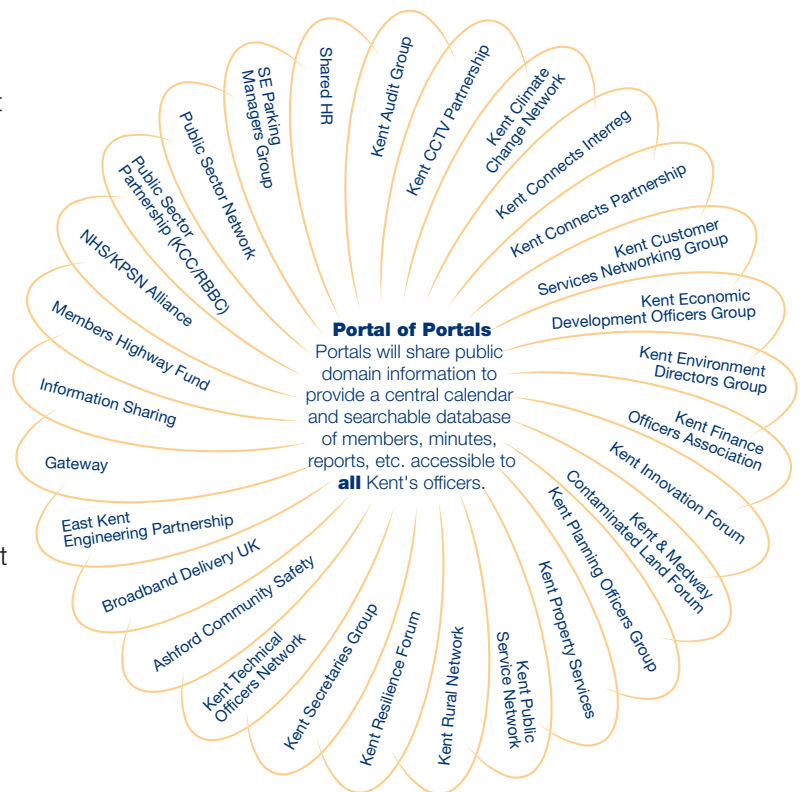 Portal of Portals
Portals will share public
domain information to
provide a central calendar
and searchable database
of members, minutes,
reports, etc. accessible to
all Kent's officers.
Shared HR
Kent Audit Group
Kent CCTV Partnership
Kent Climate
Change Network
Kent Connects Interreg
Kent Connects Partnership
Kent Customer
Services Networking Group
Kent Economic
Development Officers Group
Kent Environment
Directors Group
Kent Finance
Officers Association
Kent Innovation Forum
Kent & Medway
Contaminated Land Forum
Kent Planning Officers Group
Kent Property Services
Kent Public
Service Network
Kent Rural Network
Kent Resilience Forum
Kent Secretaries Group
Kent Technical
Officers Network
Ashford Community Safety
Broadband Delivery UK
East Kent
Engineering Partnership
Gateway
Information Sharing
Members Highway Fund
NHS/KPSN Alliance
Public Sector
Partnership (KCC/RBBC)
Public Sector Network
SE Parking
Managers Group
t
t